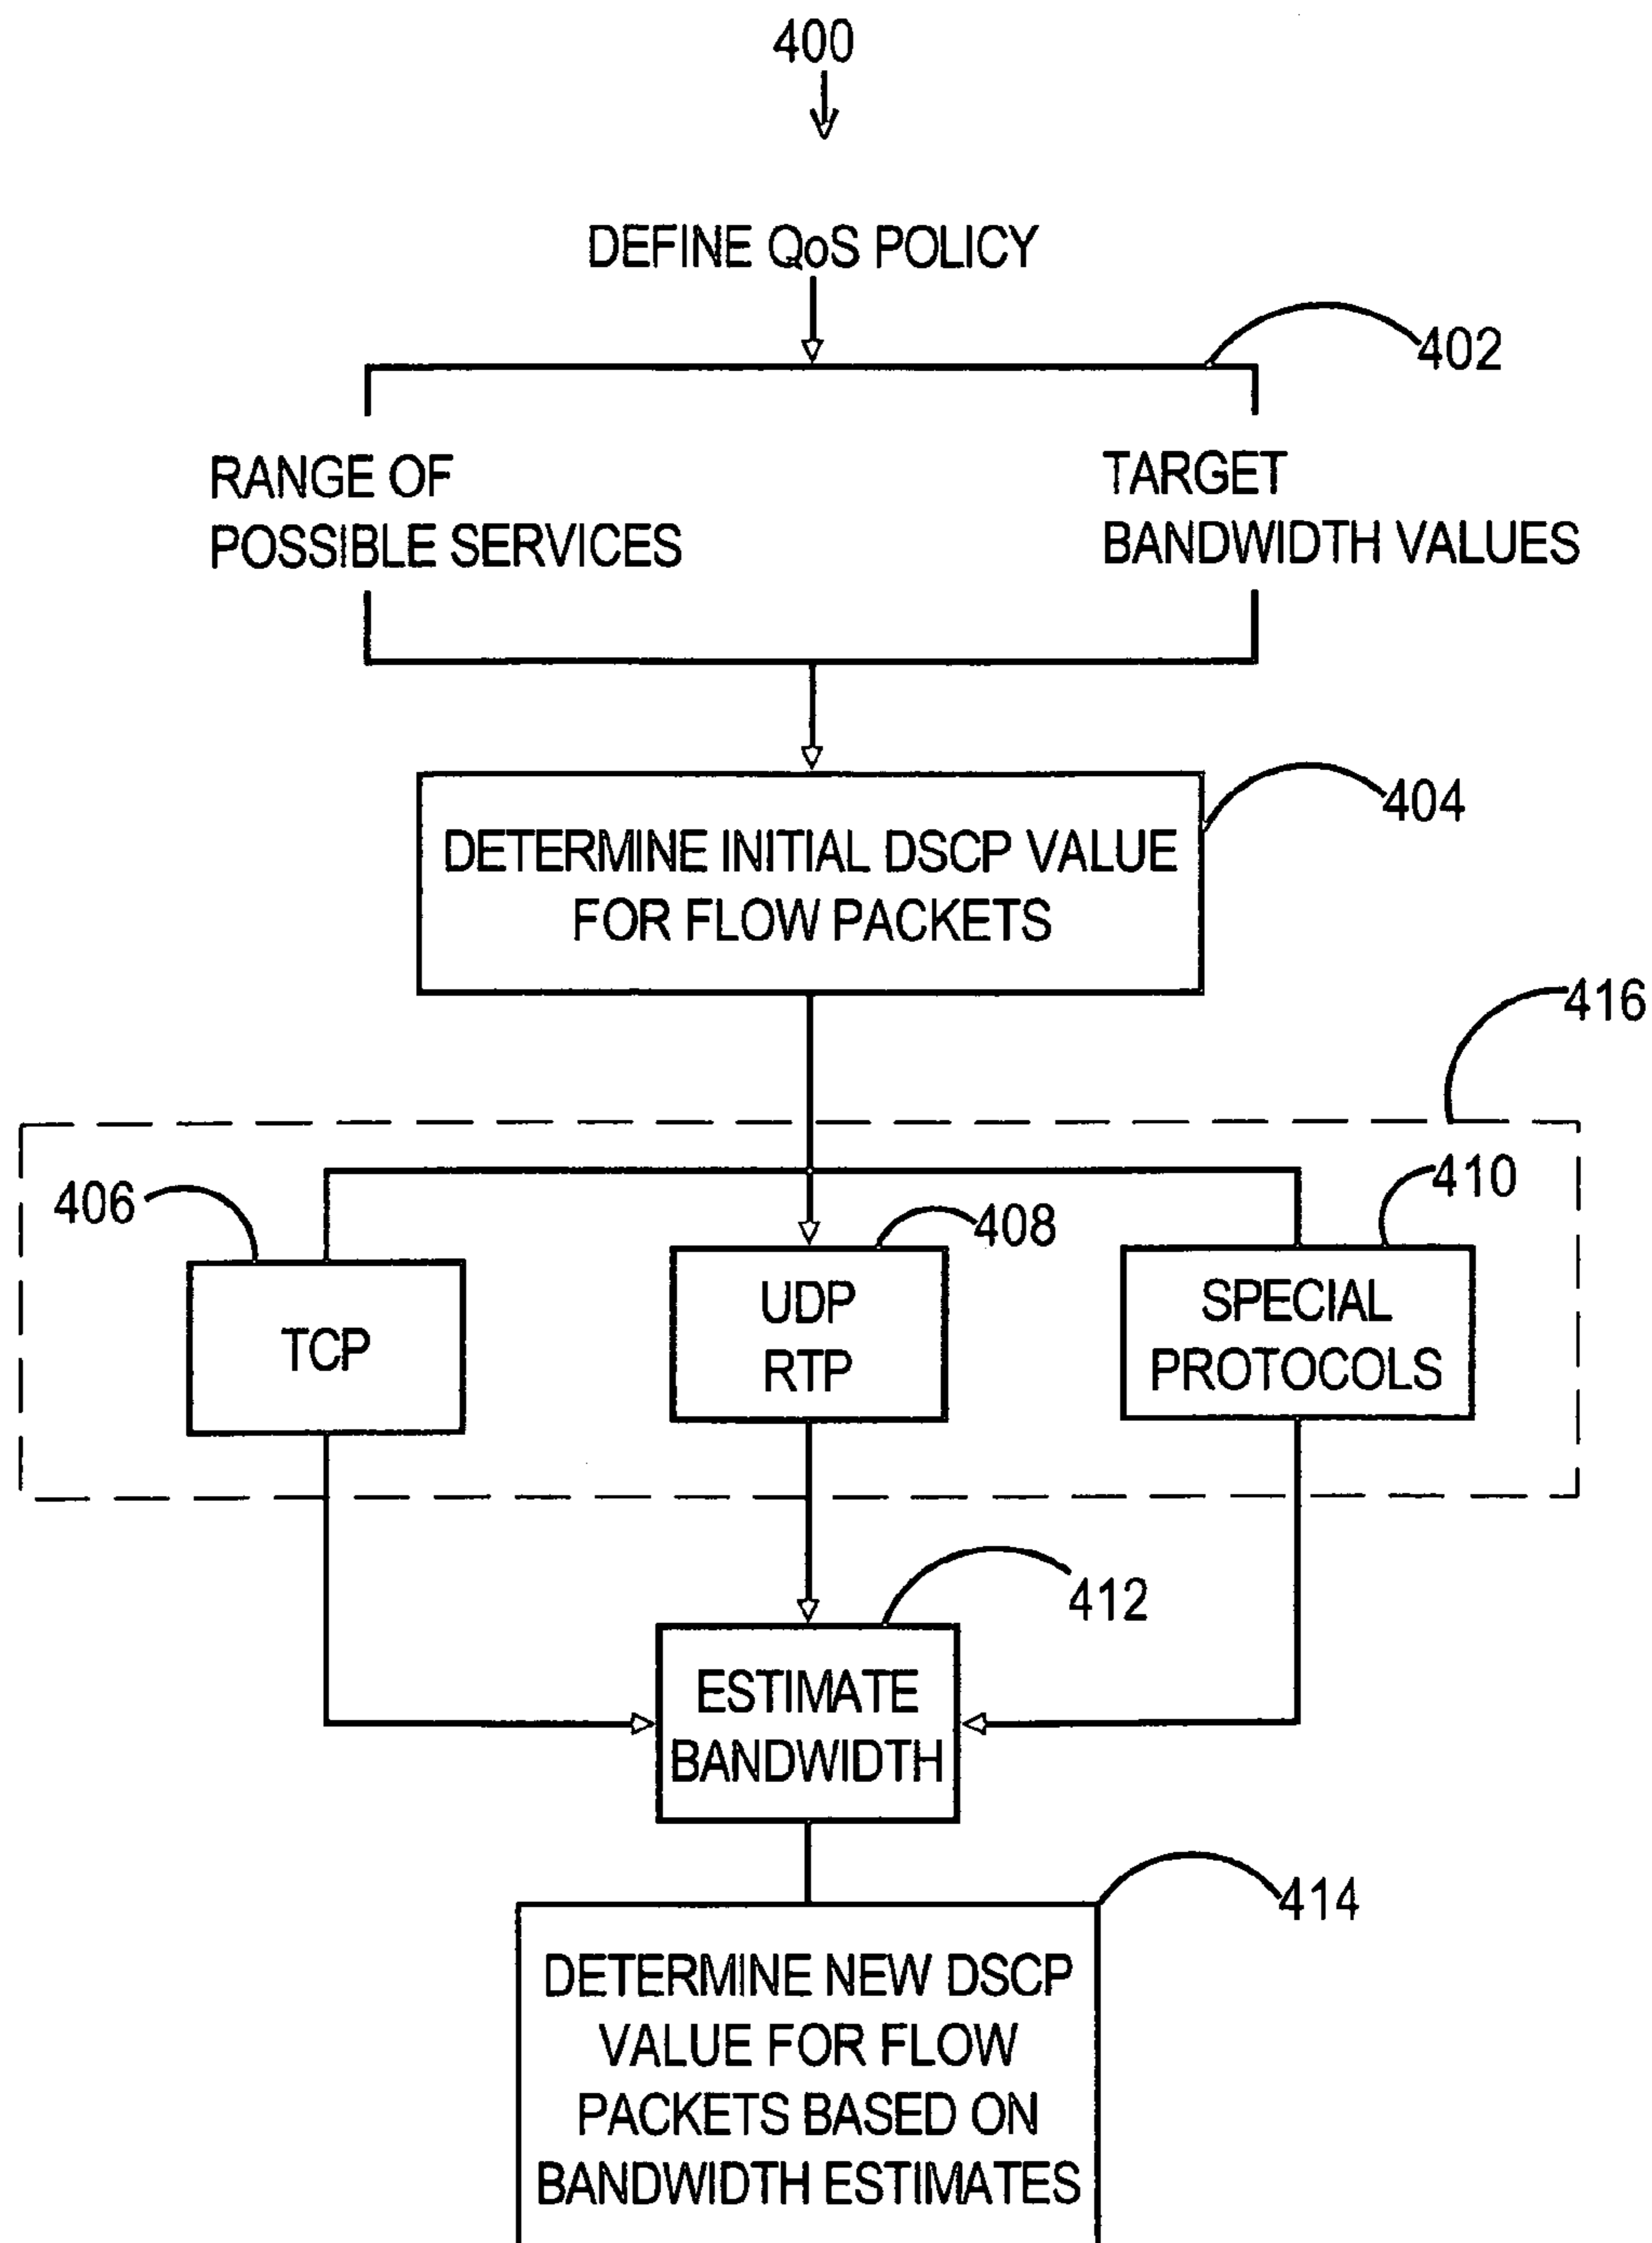 400
DEFINE QoS POLICY
402
RANGE OF
POSSIBLE SERVICES
TARGET
BANDWIDTH VALUES
404
DETERMINE INITIAL DSCP VALUE
FOR FLOW PACKETS
416
406
408
410
TCP
UDP
RTP
SPECIAL
PROTOCOLS
412
ESTIMATE
BANDWIDTH
414
DETERMINE NEW DSCP
VALUE FOR FLOW
PACKETS BASED ON
BANDWIDTH ESTIMATES